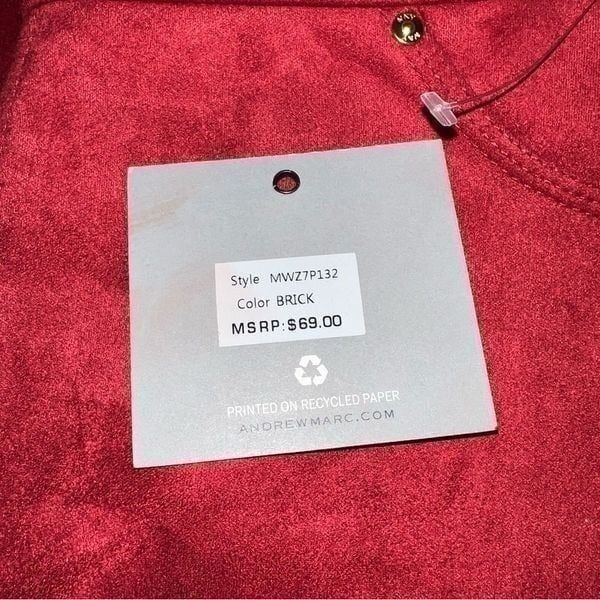 Style MWZ7P132
Color BRICK
MSRP:$69.00
PRINTED ON RECYCLED PAPER
ANDREWMARC.COM